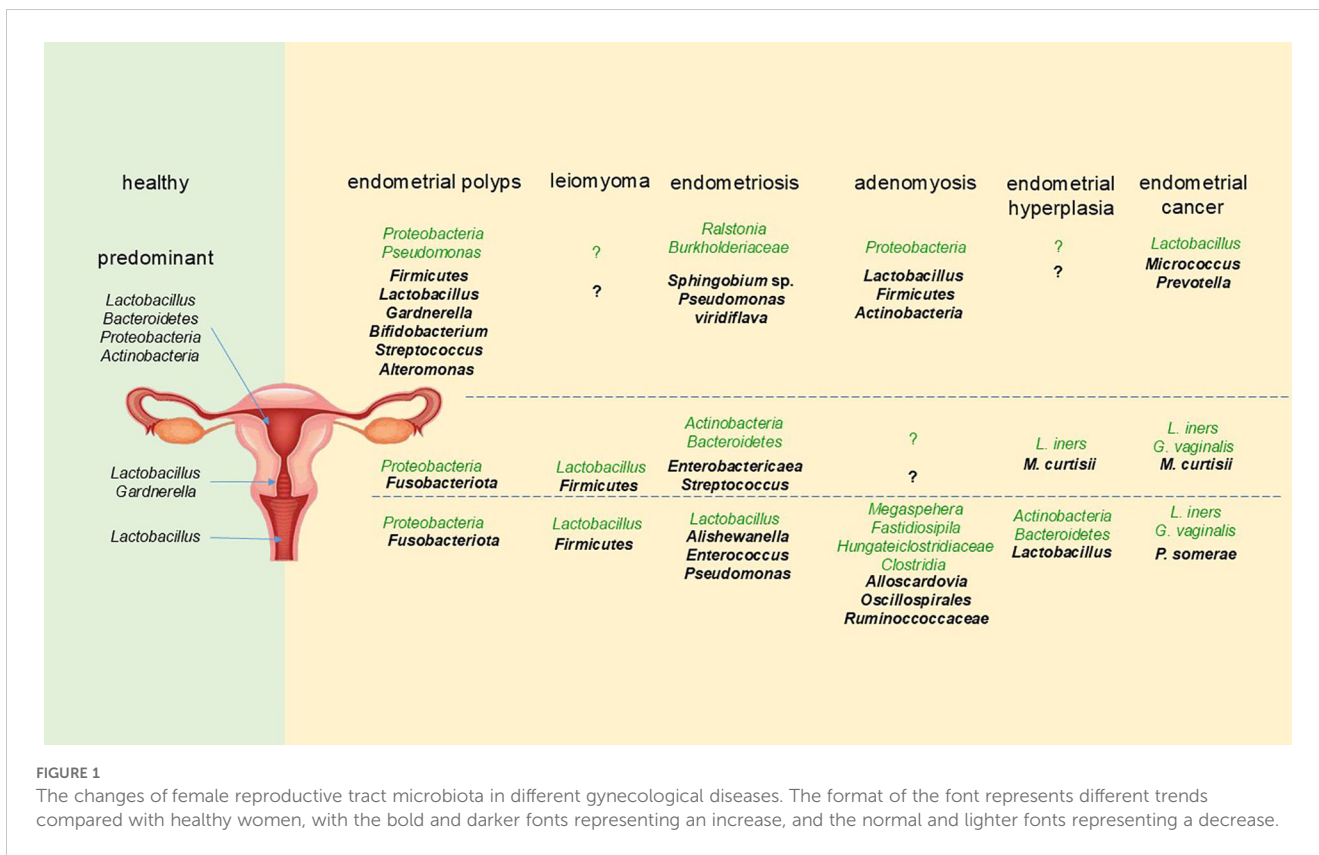 healthy
predominant
Lactobacillus
Bacteroidetes
Proteobacteria
Actinobacteria
Lactobacillus
Gardnerella
Lactobacillus
endometrial polyps
Proteobacteria
Pseudomonas
Firmicutes
Lactobacillus
Gardnerella
Bifidobacterium
Streptococcus
Alteromonas
Proteobacteria
Fusobacteriota
Proteobacteria
Fusobacteriota
leiomyoma
?
?
Lactobacillus
Firmicutes
Lactobacillus
Firmicutes
endometriosis
Ralstonia
Burkholderiaceae
Sphingobium sp.
Pseudomonas
viridiflava
Actinobacteria
Bacteroidetes
Enterobactericaea
Streptococcus
Lactobacillus
Alishewanella
Enterococcus
Pseudomonas
adenomyosis
Proteobacteria
Lactobacillus
Firmicutes
Actinobacteria
?
?
Megaspehera
Fastidiosipila
Hungateiclostridiaceae
Clostridia
Alloscardovia
Oscillospirales
Ruminoccoccaceae
endometrial
hyperplasia
?
?
L. iners
M. curtisii
Actinobacteria
Bacteroidetes
Lactobacillus
endometrial
cancer
Lactobacillus
Micrococcus
Prevotella
L. iners
G. vaginalis
M. curtisii
L. iners
G. vaginalis
P. somerae
FIGURE 1
The changes of female reproductive tract microbiota in different gynecological diseases. The format of the font represents different trends
compared with healthy women, with the bold and darker fonts representing an increase, and the normal and lighter fonts representing a decrease.